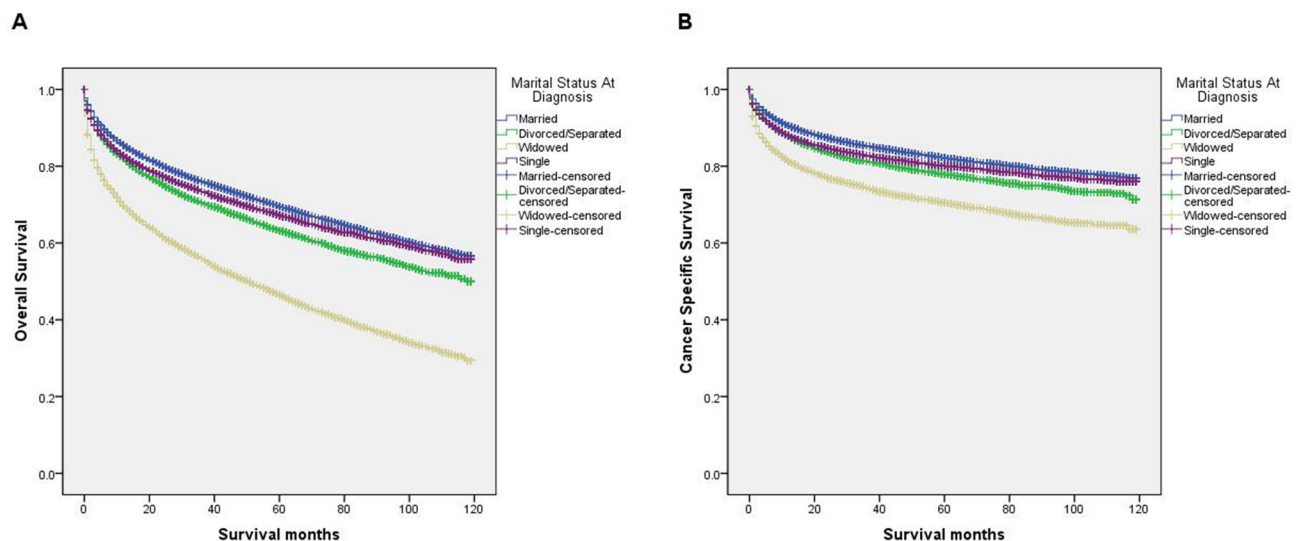 A
Overall Survival
1.0
0.8
0.6
0.4
0.2
0.0
0
20
40
60
80
100
120
Survival months
Marital Status At
Diagnosis
Married
Divorced/Separated
Widowed
Single
Married-censored
Divorced/Separated-
censored
Widowed-censored
Single-censored
B
Cancer Specific Survival
1.0
0.8
0.6
0.4
0.2
0.0
0
20
40
60
80
100
120
Survival months
Marital Status At
Diagnosis
Married
Divorced/Separated
Widowed
Single
Married-censored
Divorced/Separated-
censored
Widowed-censored
Single-censored